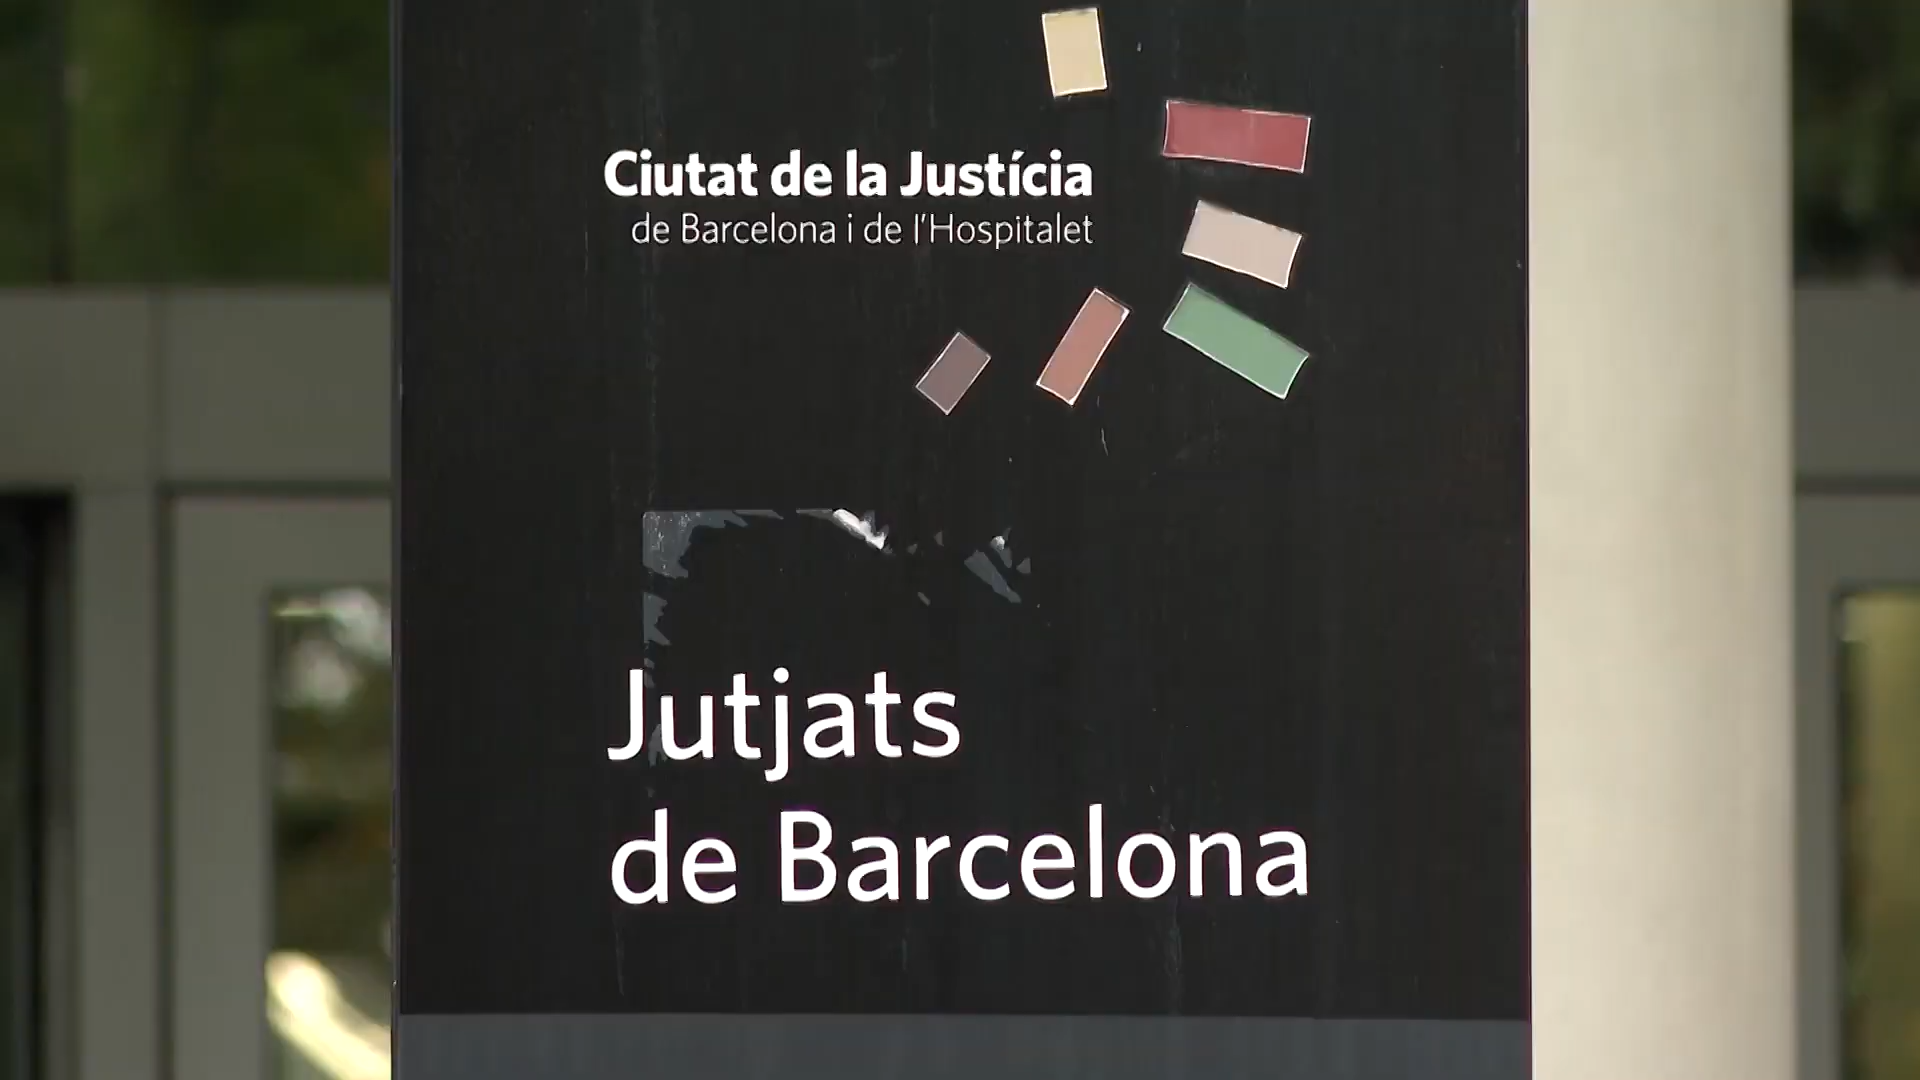 Ciutat de la Justícia
de Barcelona i de l'Hospitalet
Jutjats
de Barcelona